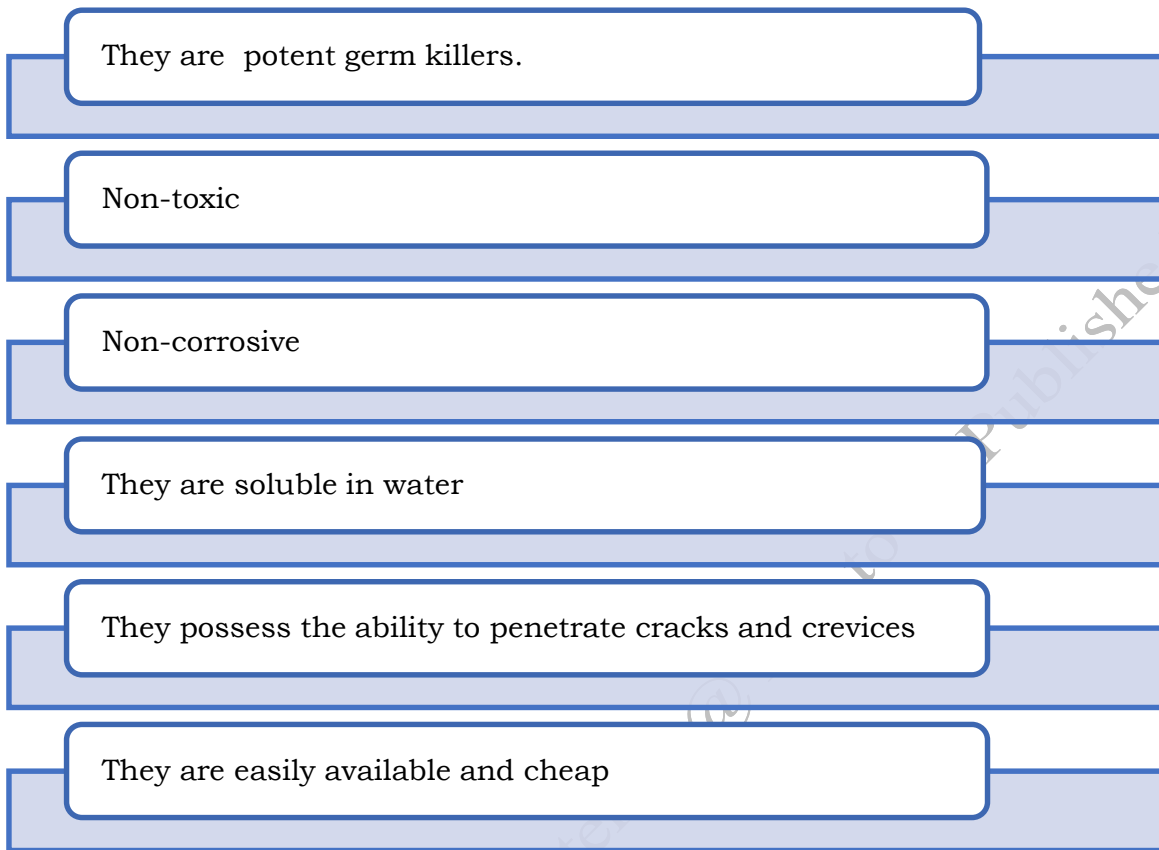 They are  potent germ killers.
Non-toxic
Non-corrosive
They are soluble in water
They possess the ability to penetrate cracks and crevices
They are easily available and cheap